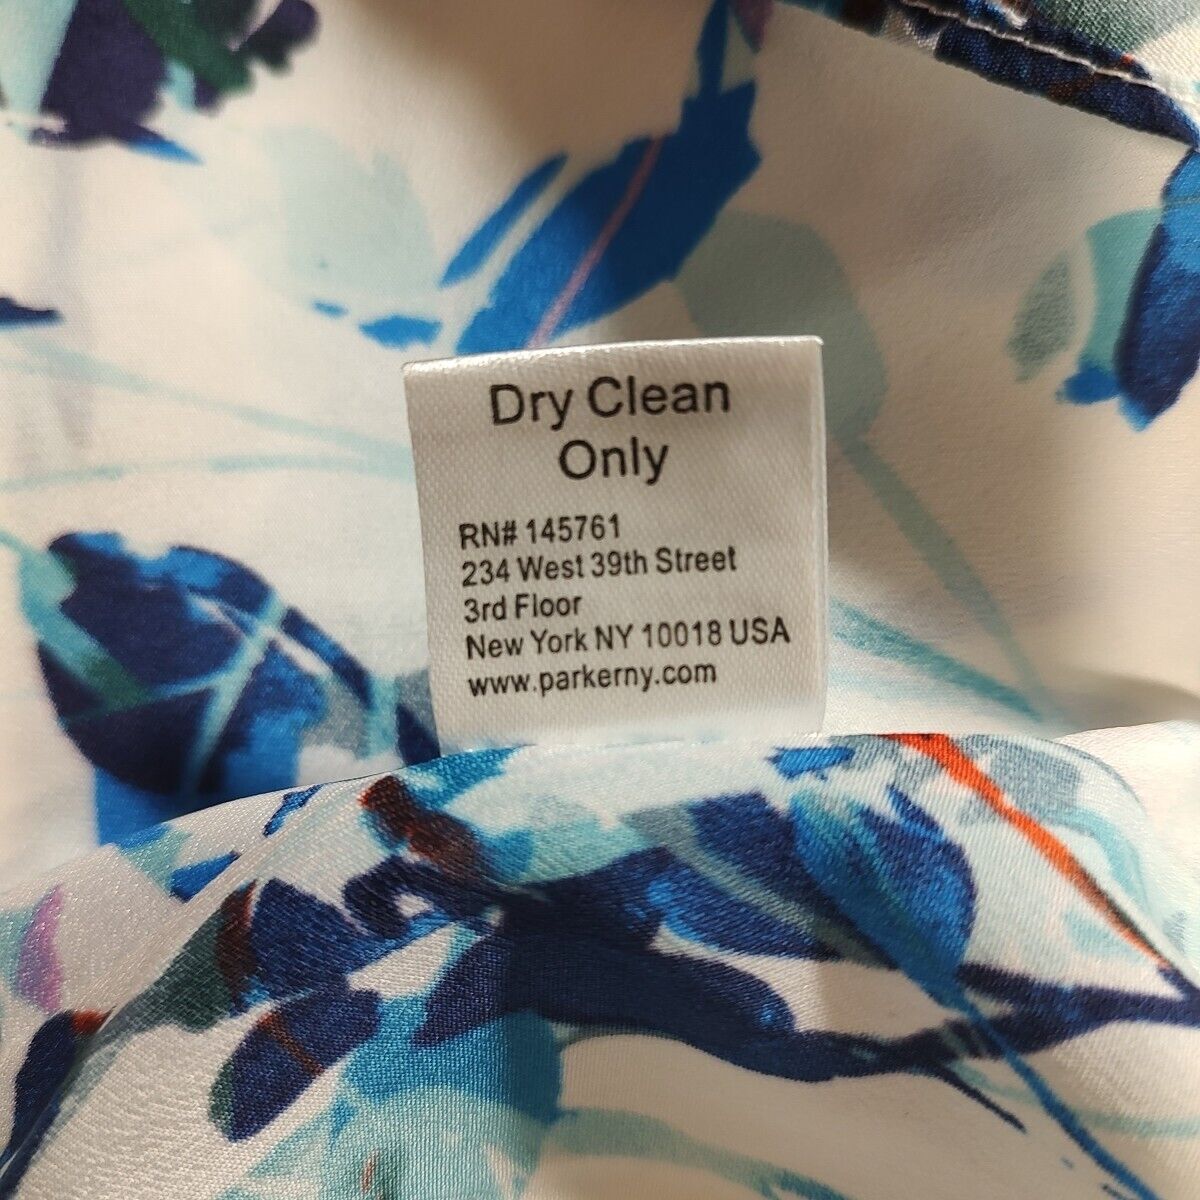 Dry Clean
Only
RN# 145761
234 West 39th Street
3rd Floor
New York NY 10018 USA
www.parkerny.com